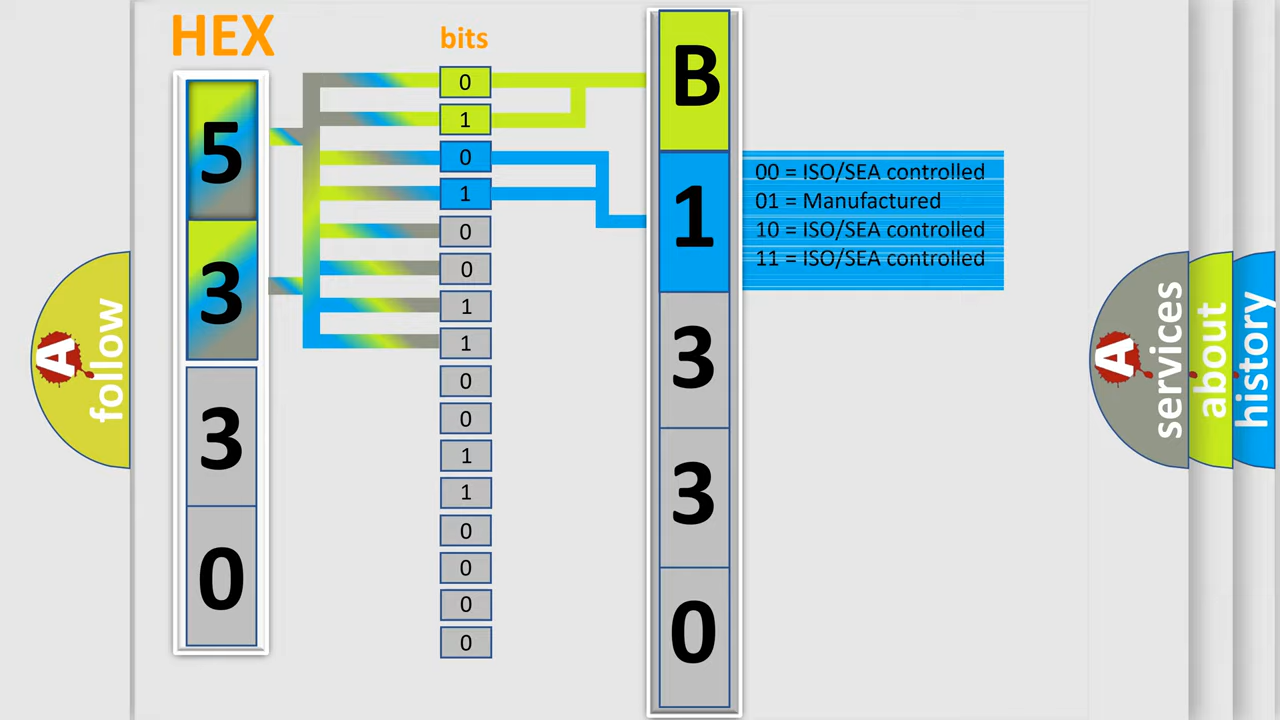 HEX
bits
5
3
3
0
0
1
0
1
0
0
1
1
0
0
1
1
0
0
0
0
B
1
3
3
0
00 = ISO/SEA controlled
01 = Manufactured
10 = ISO/SEA controlled
11 = ISO/SEA controlled
A
follow
A
services
about
history